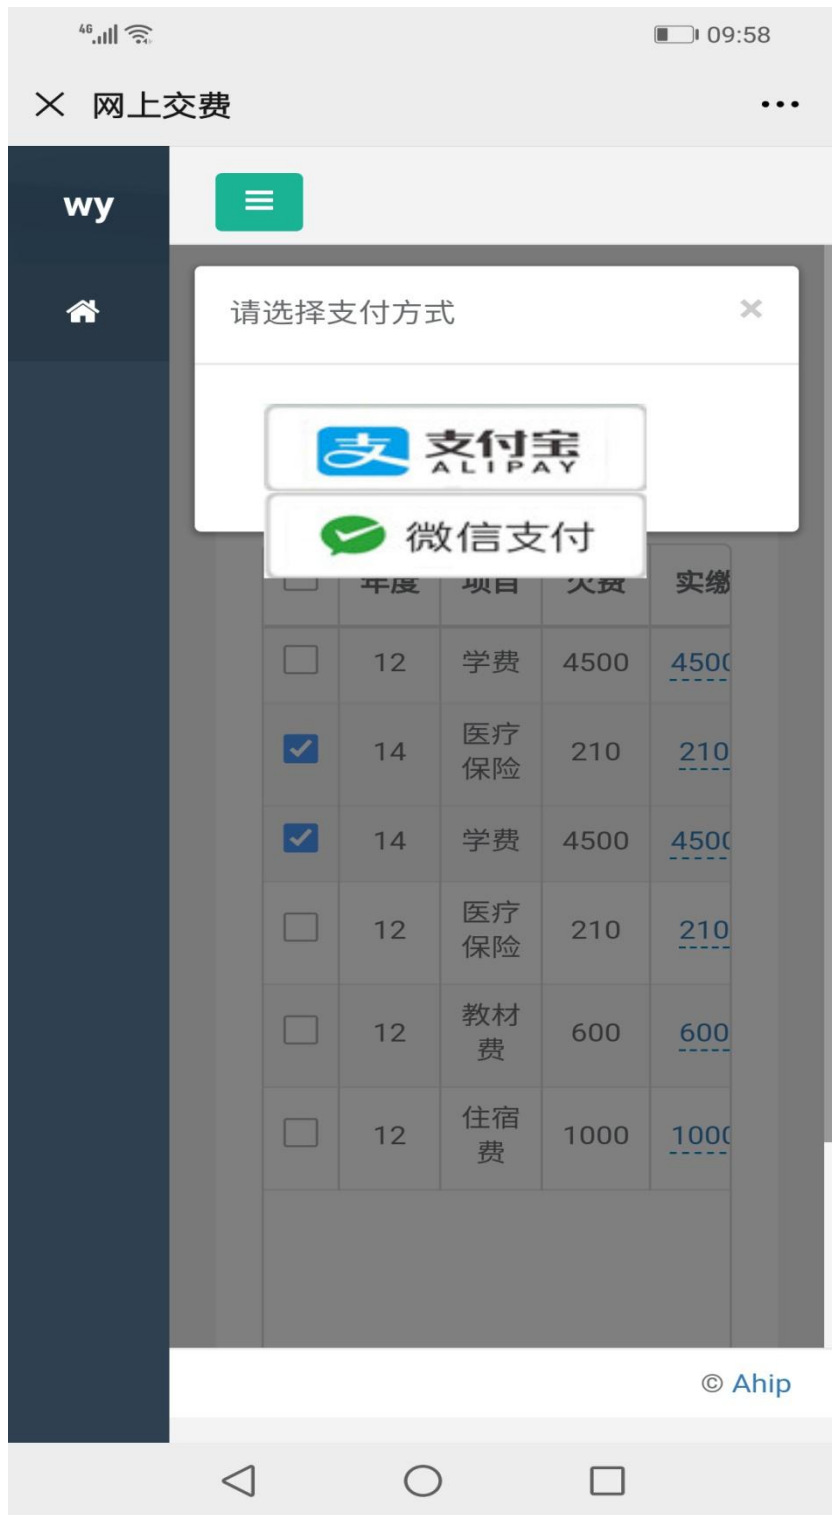 4G 09:58
网上交费
wy
请选择支付方式
支付宝
ALIPAY
微信支付
年度 项目 欠费 实缴
12 学费 4500 4500
14 医疗
保险 210 210
14 学费 4500 4500
12 医疗
保险 210 210
12 教材
费 600 600
12 住宿
费 1000 1000
© Ahip